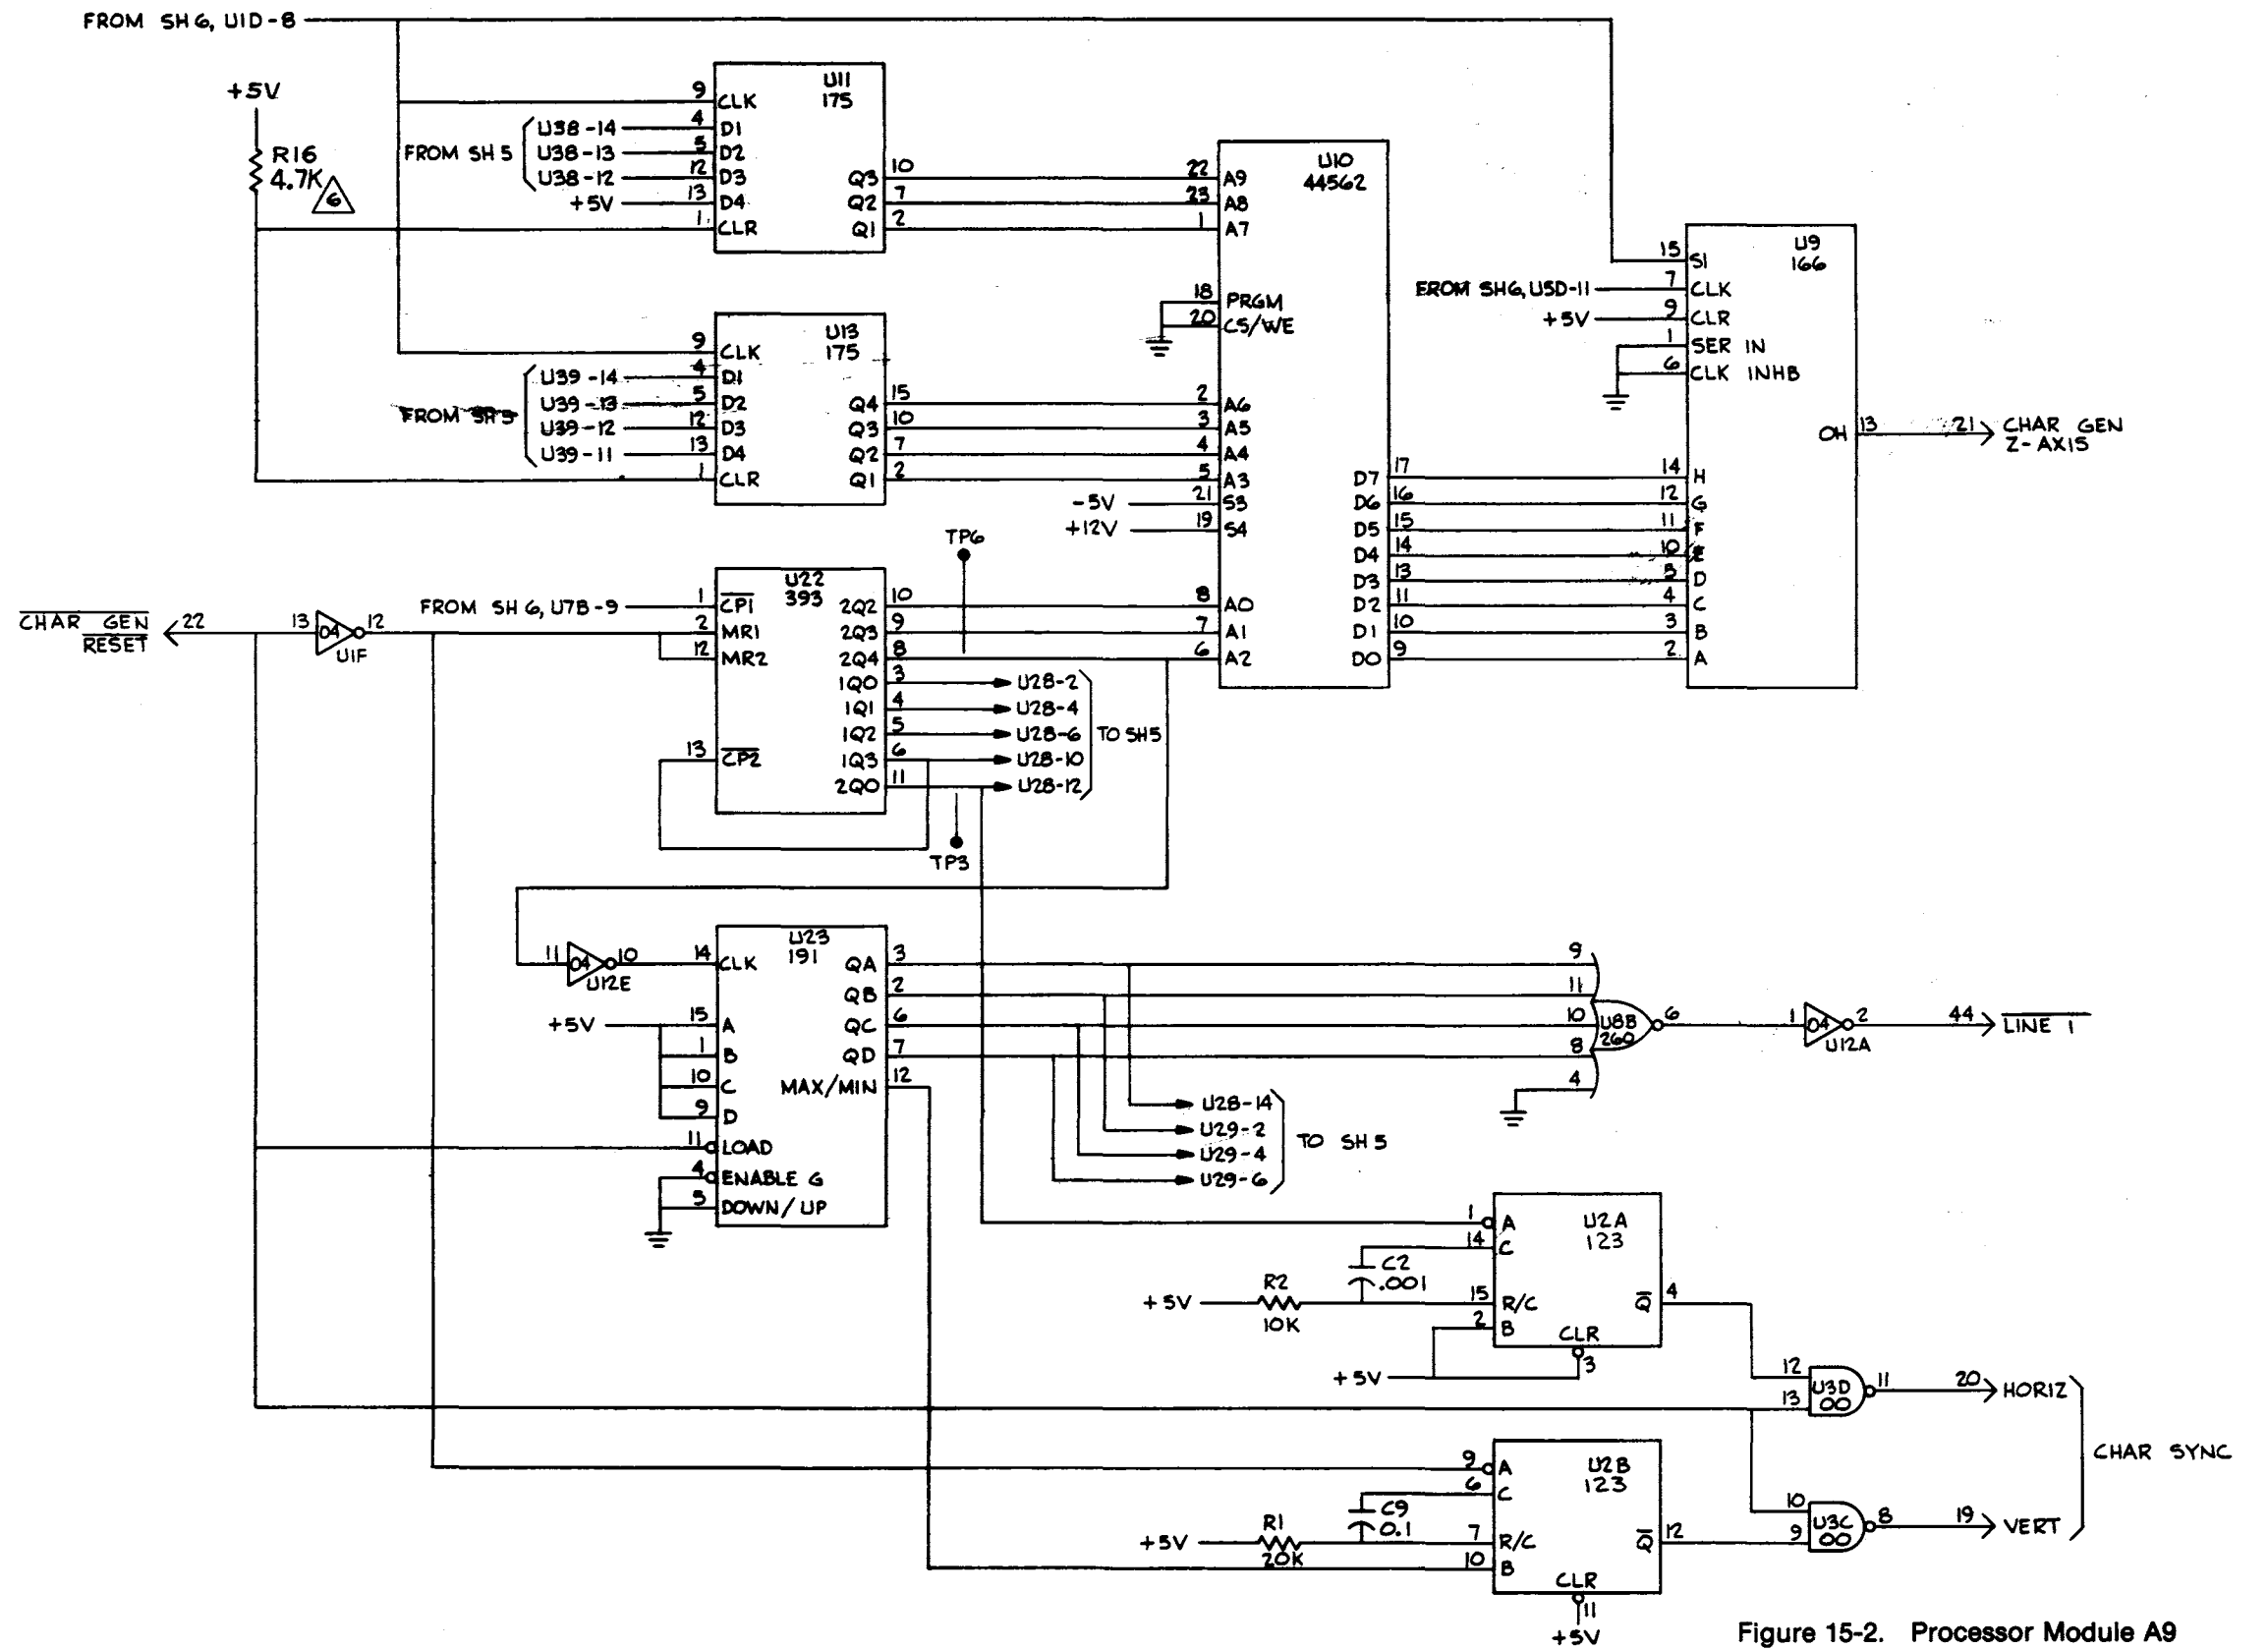 FROM SH6, U1D-8
+5V
R16
4.7K
6
U11
175
9 CLK
FROM SH 5
U38-14 4 D1
U38-13 5 D2
U38-12 12 D3
+5V 13 D4
1 CLR
Q3 10
Q2 7
Q1 2
U13
175
9 CLK
FROM SH5
U39-14 4 D1
U39-13 5 D2
U39-12 12 D3
U39-11 13 D4
1 CLR
Q4 15
Q3 10
Q2 7
Q1 2
U10
44562
22 A9
23 A8
1 A7
18 PRGM
20 CS/WE
2 A6
3 A5
4 A4
5 A3
-5V 21 S3
+12V 19 S4
8 A0
7 A1
6 A2
D7 17
D6 16
D5 15
D4 14
D3 13
D2 11
D1 10
D0 9
U9
166
15 S1
FROM SH6, U5D-11 7 CLK
+5V 9 CLR
1 SER IN
6 CLK INHB
OH 13
21 CHAR GEN
Z-AXIS
14 H
12 G
11 F
10 E
5 D
4 C
3 B
2 A
TP6
CHAR GEN
RESET
22
13 04 12
U1F
U22
393
FROM SH 6, U7B-9 1 CP1
2 MR1
12 MR2
13 CP2
2Q2 10
2Q3 9
2Q4 8
1Q0 3 U28-2
1Q1 4 U28-4
1Q2 5 U28-6
1Q3 6 U28-10
2Q0 11 U28-12
TO SH5
TP3
11 04 10
U12E
U23
191
14 CLK
+5V 15 A
1 B
10 C
9 D
11 LOAD
4 ENABLE G
5 DOWN/UP
QA 3
QB 2
QC 6
QD 7
MAX/MIN 12
9
11
10
8
4
U8B
260
6
1 04 2
U12A
44 LINE 1
U28-14
U29-2
U29-4
U29-6
TO SH 5
U2A
123
1 A
14 C
C2
.001
+5V R2 15 R/C
10K
2 B
CLR
3
+5V
Q 4
12
13
U3D
00
11
20 HORIZ
U2B
123
9 A
6 C
C9
0.1
+5V R1 7 R/C
20K
10 B
CLR
11
+5V
Q 12
10
9
U3C
00
8
19 VERT
CHAR SYNC
Figure 15-2. Processor Module A9